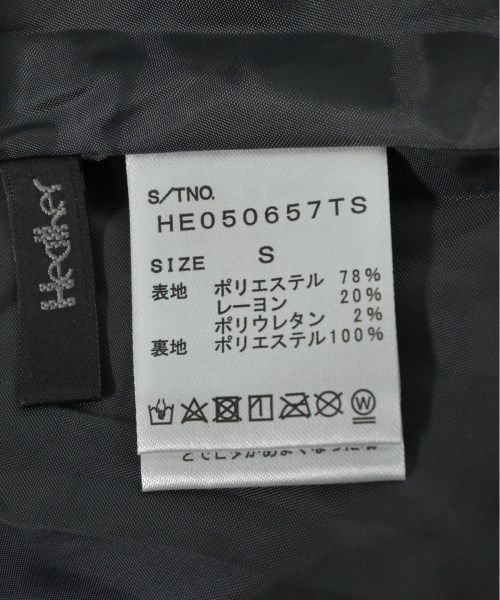 Heather
S/TNO.
HE050657TS
SIZE S
表地 ポリエステル 78%
レーヨン 20%
ポリウレタン 2%
裏地 ポリエステル100%
W